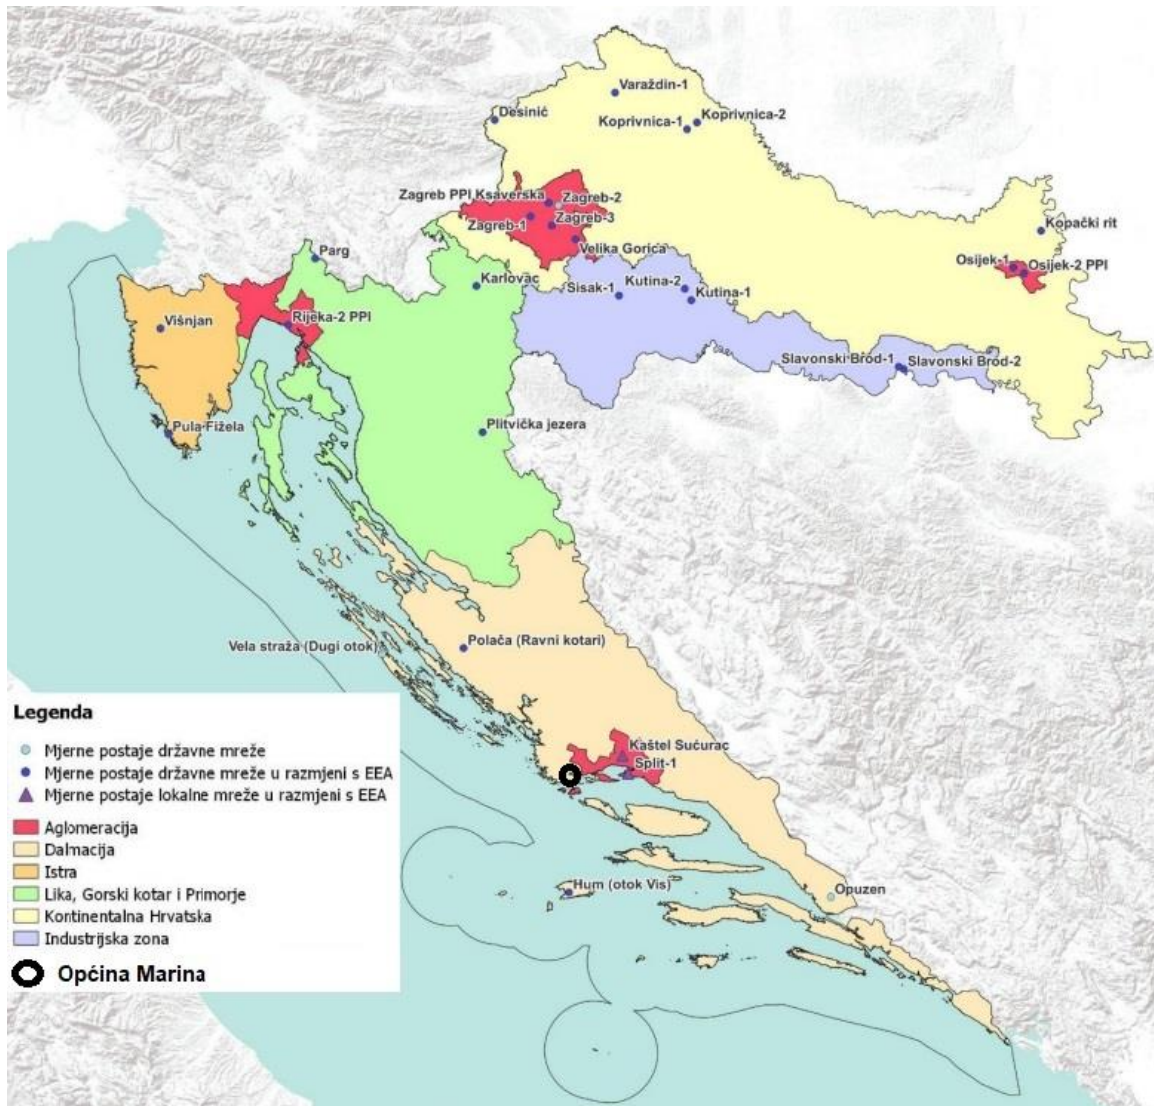 Varaždin-1
Desinić
Koprivnica-2
Koprivnica-1
Zagreb PPI Ksaverska
Zagreb-2
Zagreb-1
Zagreb-3
Velika Gorica
Kopački rit
Parg
Osijek-1
Osijek-2 PPI
Karlovac
Kutina-2
Sisak-1
Kutina-1
Rijeka-2 PPI
Višnjan
Slavonski Brod-1
Slavonski Brod-2
Pula Fižela
Plitvička jezera
Polača (Ravni kotari)
Vela straža (Dugi otok)
Kaštel Sućurac
Split-1
Hum (otok Vis)
Opuzen
Legenda
Mjerne postaje državne mreže
Mjerne postaje državne mreže u razmjeni s EEA
Mjerne postaje lokalne mreže u razmjeni s EEA
Aglomeracija
Dalmacija
Istra
Lika, Gorski kotar i Primorje
Kontinentalna Hrvatska
Industrijska zona
Općina Marina